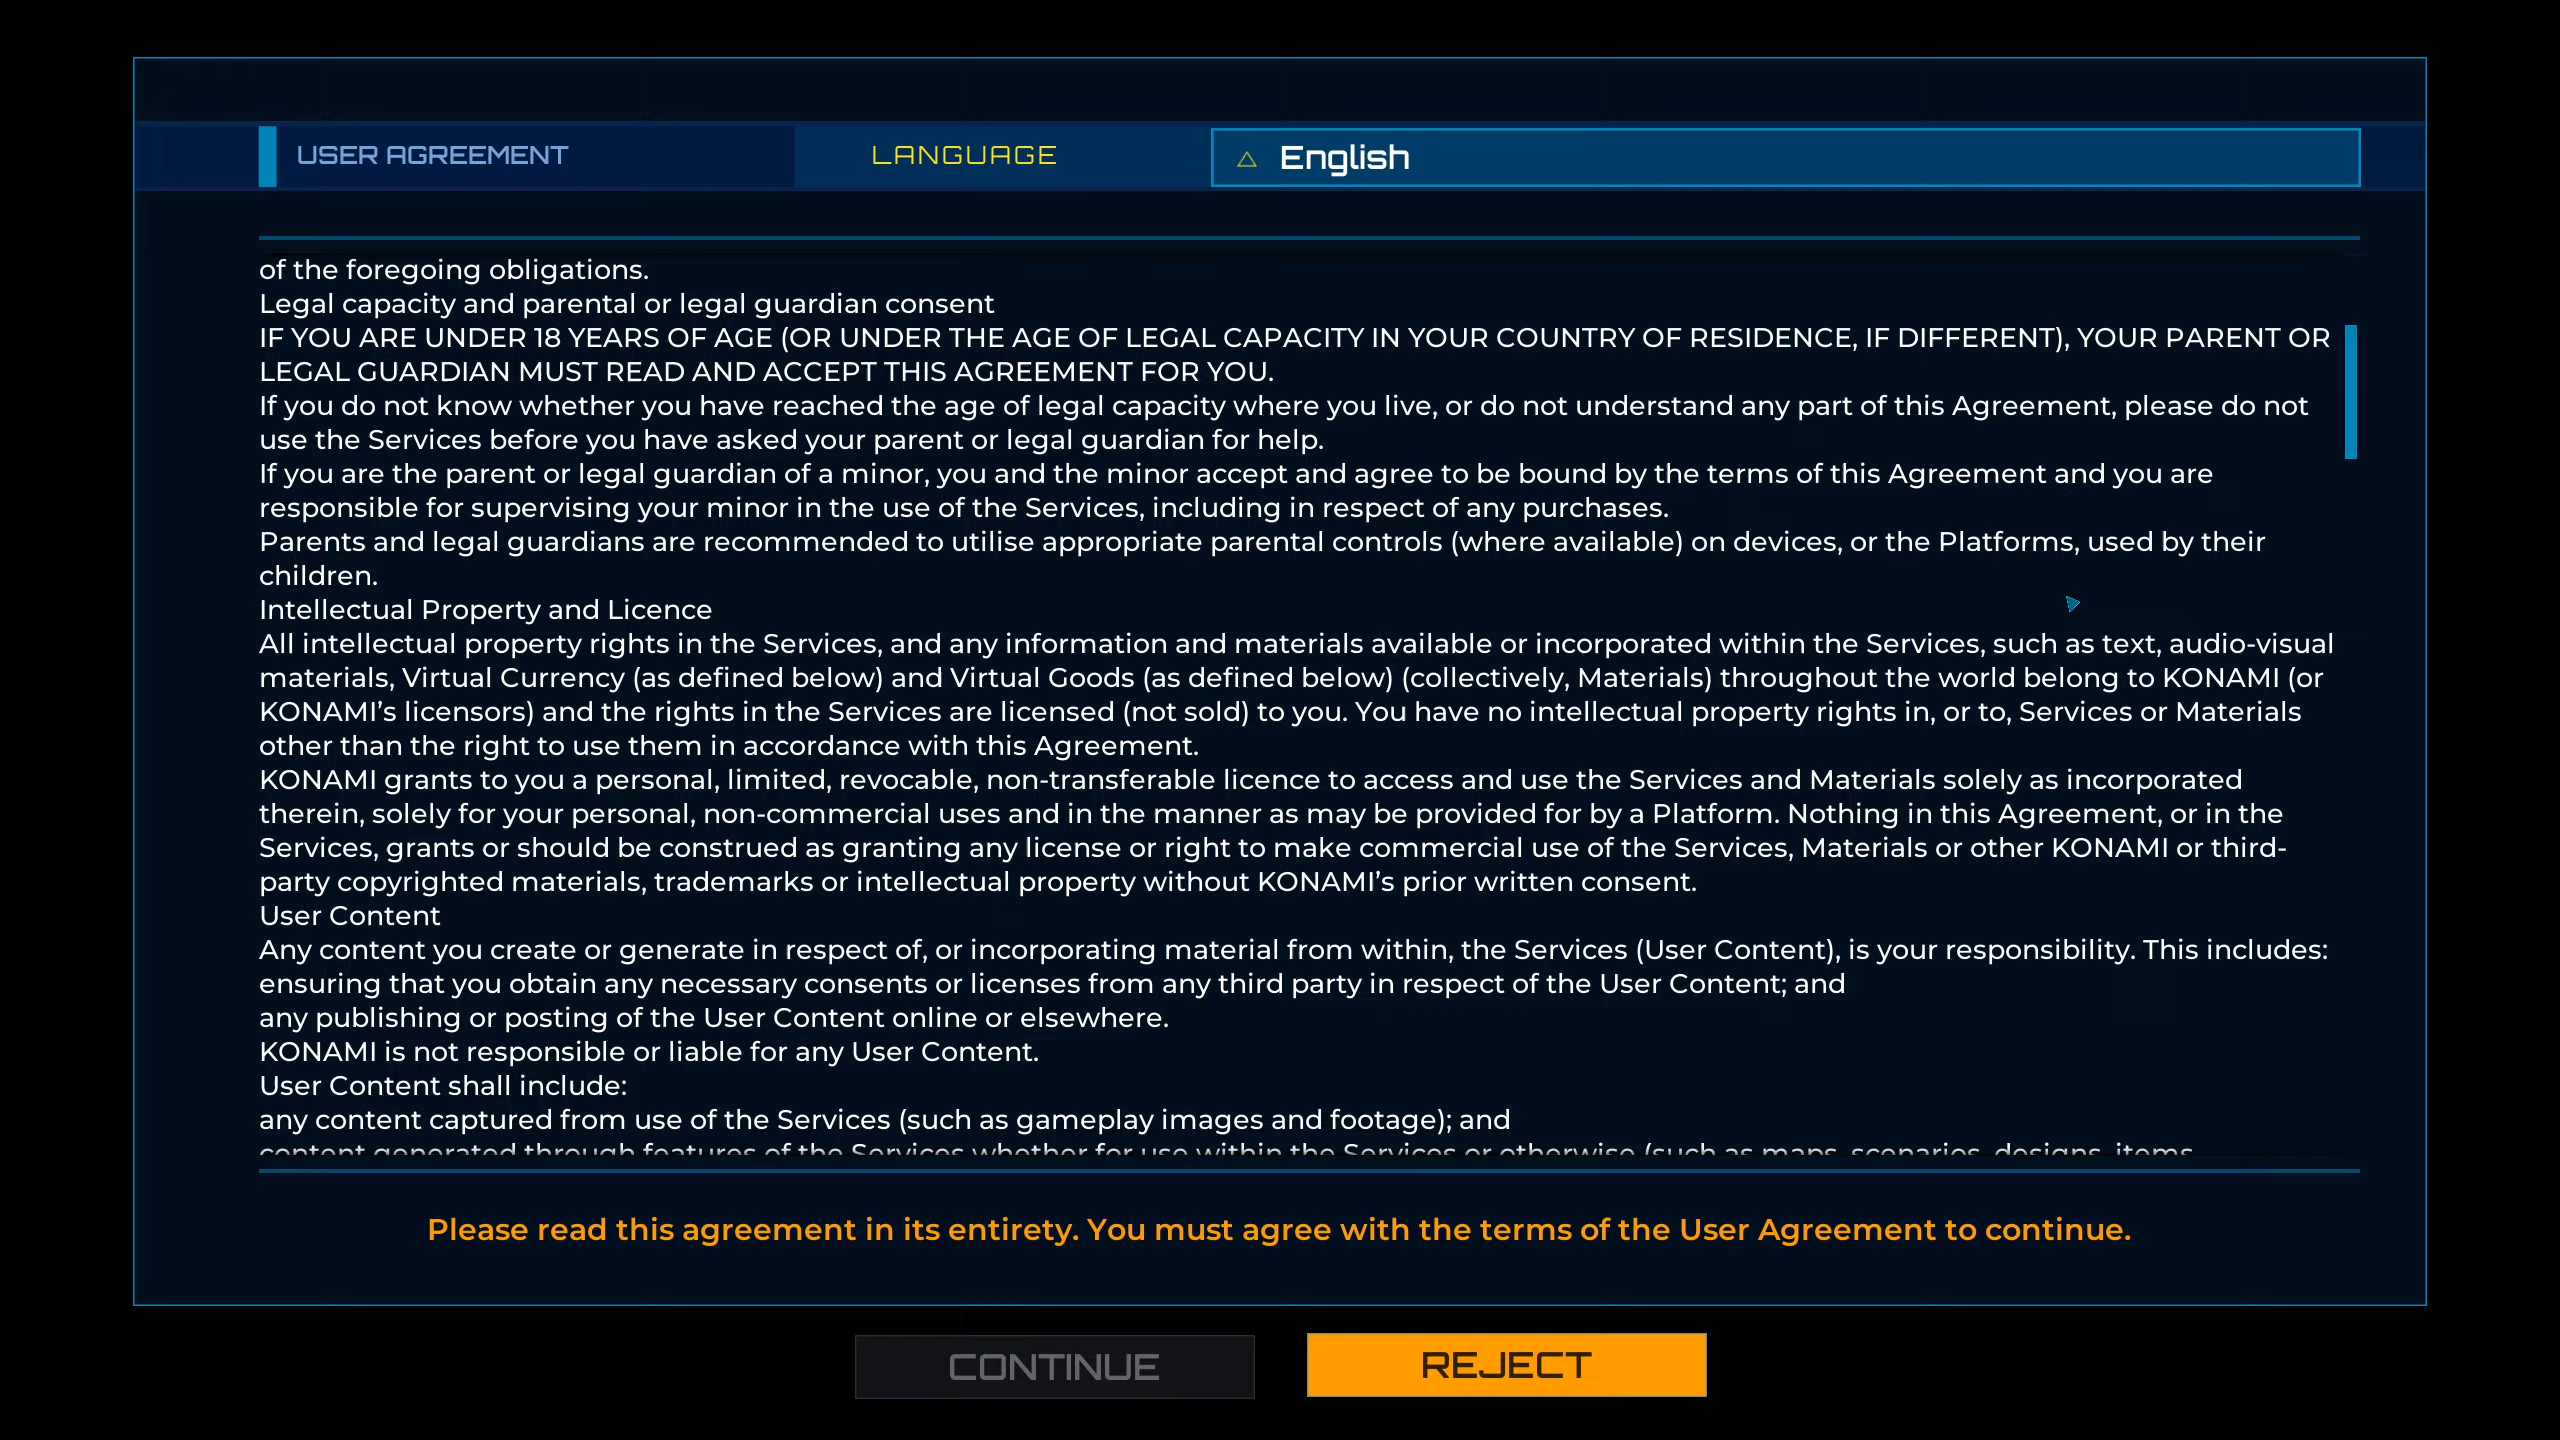 USER AGREEMENT
LANGUAGE
English
of the foregoing obligations.
Legal capacity and parental or legal guardian consent
IF YOU ARE UNDER 18 YEARS OF AGE (OR UNDER THE AGE OF LEGAL CAPACITY IN YOUR COUNTRY OF RESIDENCE, IF DIFFERENT), YOUR PARENT OR
LEGAL GUARDIAN MUST READ AND ACCEPT THIS AGREEMENT FOR YOU.
If you do not know whether you have reached the age of legal capacity where you live, or do not understand any part of this Agreement, please do not
use the Services before you have asked your parent or legal guardian for help.
If you are the parent or legal guardian of a minor, you and the minor accept and agree to be bound by the terms of this Agreement and you are
responsible for supervising your minor in the use of the Services, including in respect of any purchases.
Parents and legal guardians are recommended to utilise appropriate parental controls (where available) on devices, or the Platforms, used by their
children.
Intellectual Property and Licence
All intellectual property rights in the Services, and any information and materials available or incorporated within the Services, such as text, audio-visual
materials, Virtual Currency (as defined below) and Virtual Goods (as defined below) (collectively, Materials) throughout the world belong to KONAMI (or
KONAMI’s licensors) and the rights in the Services are licensed (not sold) to you. You have no intellectual property rights in, or to, Services or Materials
other than the right to use them in accordance with this Agreement.
KONAMI grants to you a personal, limited, revocable, non-transferable licence to access and use the Services and Materials solely as incorporated
therein, solely for your personal, non-commercial uses and in the manner as may be provided for by a Platform. Nothing in this Agreement, or in the
Services, grants or should be construed as granting any license or right to make commercial use of the Services, Materials or other KONAMI or third-
party copyrighted materials, trademarks or intellectual property without KONAMI’s prior written consent.
User Content
Any content you create or generate in respect of, or incorporating material from within, the Services (User Content), is your responsibility. This includes:
ensuring that you obtain any necessary consents or licenses from any third party in respect of the User Content; and
any publishing or posting of the User Content online or elsewhere.
KONAMI is not responsible or liable for any User Content.
User Content shall include:
any content captured from use of the Services (such as gameplay images and footage); and
content generated through features of the Services whether for use within the Services or otherwise (such as maps, scenarios, designs, items
Please read this agreement in its entirety. You must agree with the terms of the User Agreement to continue.
CONTINUE
REJECT